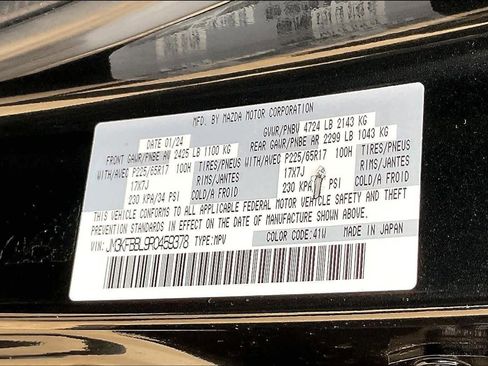 MFD. BY MAZDA MOTOR CORPORATION
DATE 01/24 GVWR/PNBV 4724 LB 2143 KG
FRONT GAWR/PNBE AV 2425 LB 1100 KG REAR GAWR/PNBE AR 2299 LB 1043 KG
WITH/AVEC P225/65R17 100H TIRES/PNEUS WITH/AVEC P225/65R17 100H TIRES/PNEUS
17X7J RIMS/JANTES 17X7J RIMS/JANTES
230 KPA/34 PSI COLD/A FROID 230 KPA/34 PSI COLD/A FROID
THIS VEHICLE CONFORMS TO ALL APPLICABLE FEDERAL MOTOR VEHICLE SAFETY AND THEFT
PREVENTION STANDARDS IN EFFECT ON THE DATE OF MANUFACTURE SHOWN ABOVE.
VIN: JM3KFBBL9R0459378 TYPE:MPV COLOR CODE:41W MADE IN JAPAN